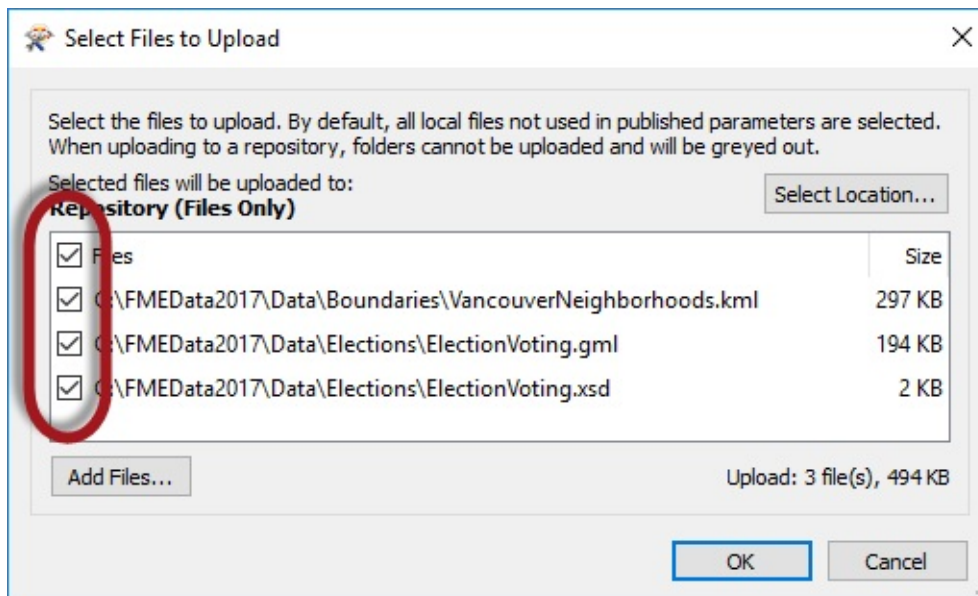 Select Files to Upload
Select the files to upload. By default, all local files not used in published parameters are selected.
When uploading to a repository, folders cannot be uploaded and will be greyed out.
Selected files will be uploaded to:
Repository (Files Only)
Select Location...
Files Size
C:\FMEData2017\Data\Boundaries\VancouverNeighborhoods.kml 297 KB
C:\FMEData2017\Data\Elections\ElectionVoting.gml 194 KB
C:\FMEData2017\Data\Elections\ElectionVoting.xsd 2 KB
Add Files... Upload: 3 file(s), 494 KB
OK Cancel